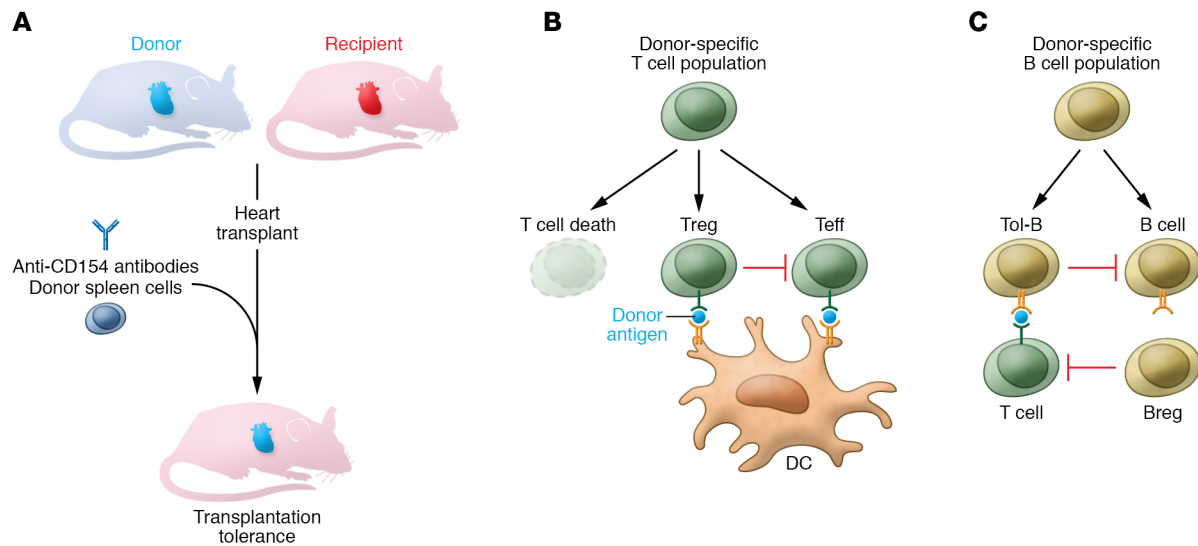 A
Donor
Recipient
Heart
transplant
Anti-CD154 antibodies
Donor spleen cells
Transplantation
tolerance
B
Donor-specific
T cell population
T cell death
Treg
Teff
Donor
antigen
DC
C
Donor-specific
B cell population
Tol-B
B cell
T cell
Breg